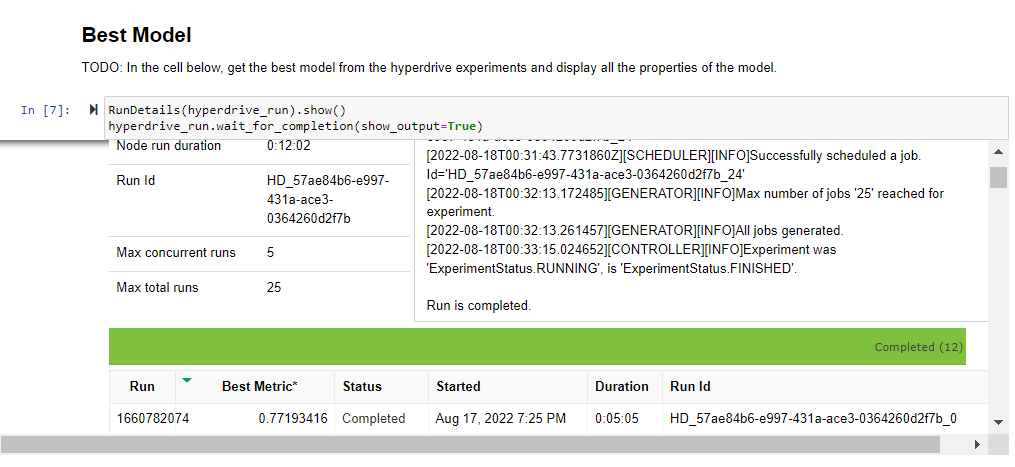 Best Model
TODO: In the cell below, get the best model from the hyperdrive experiments and display all the properties of the model.
In [7]:
RunDetails(hyperdrive_run).show()
hyperdrive_run.wait_for_completion(show_output=True)
Node run duration 0:12:02
Run Id HD_57ae84b6-e997-
431a-ace3-
0364260d2f7b
Max concurrent runs 5
Max total runs 25
[2022-08-18T00:31:43.7731860Z][SCHEDULER][INFO]Successfully scheduled a job.
Id='HD_57ae84b6-e997-431a-ace3-0364260d2f7b_24'
[2022-08-18T00:32:13.172485][GENERATOR][INFO]Max number of jobs '25' reached for
experiment.
[2022-08-18T00:32:13.261457][GENERATOR][INFO]All jobs generated.
[2022-08-18T00:33:15.024652][CONTROLLER][INFO]Experiment was
'ExperimentStatus.RUNNING', is 'ExperimentStatus.FINISHED'.
Run is completed.
Completed (12)
Run Best Metric* Status Started Duration Run Id
1660782074 0.77193416 Completed Aug 17, 2022 7:25 PM 0:05:05 HD_57ae84b6-e997-431a-ace3-0364260d2f7b_0